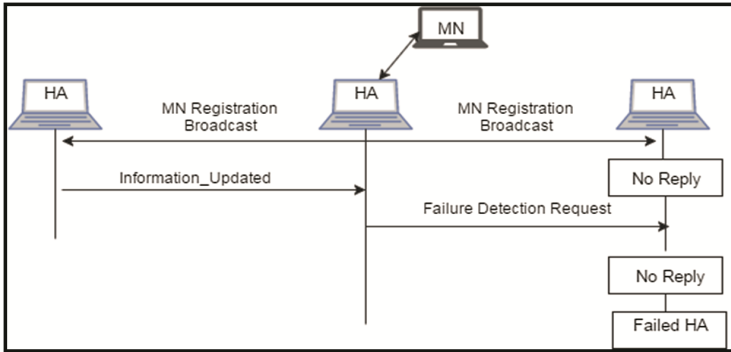 MN
HA
HA
HA
MN Registration
Broadcast
MN Registration
Broadcast
No Reply
Information_Updated
Failure Detection Request
No Reply
Failed HA